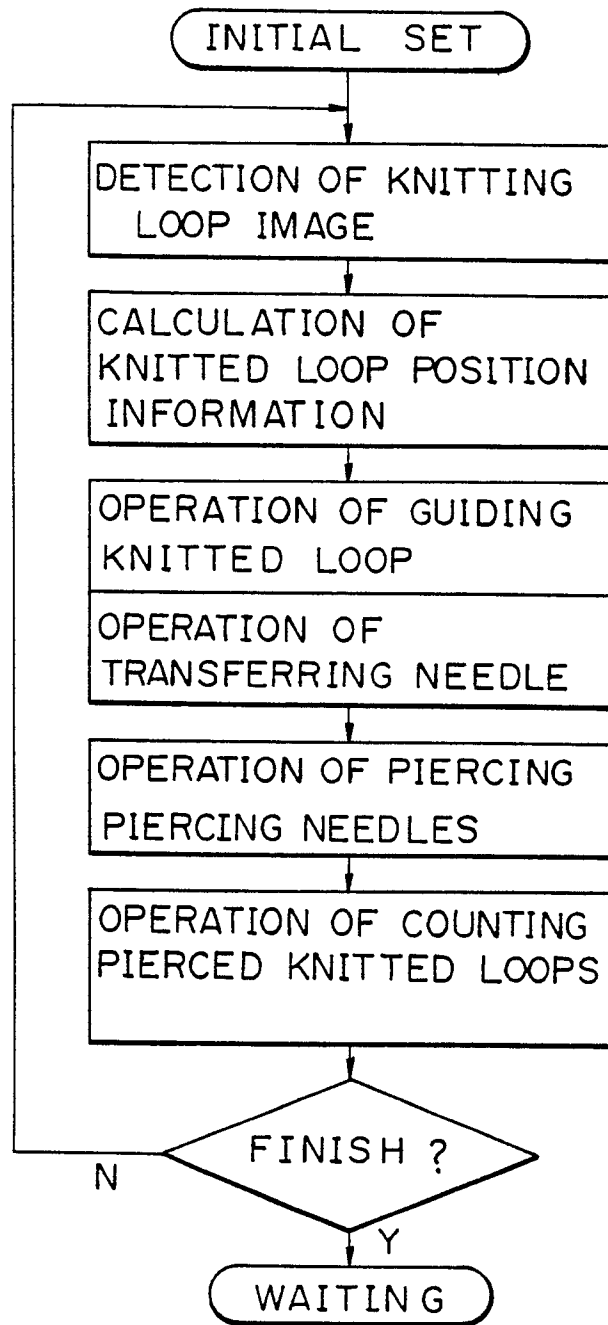 INITIAL SET
DETECTION OF KNITTING
LOOP IMAGE
CALCULATION OF
KNITTED LOOP POSITION
INFORMATION
OPERATION OF GUIDING
KNITTED LOOP
OPERATION OF
TRANSFERRING NEEDLE
OPERATION OF PIERCING
PIERCING NEEDLES
OPERATION OF COUNTING
PIERCED KNITTED LOOPS
FINISH ?
N
Y
WAITING